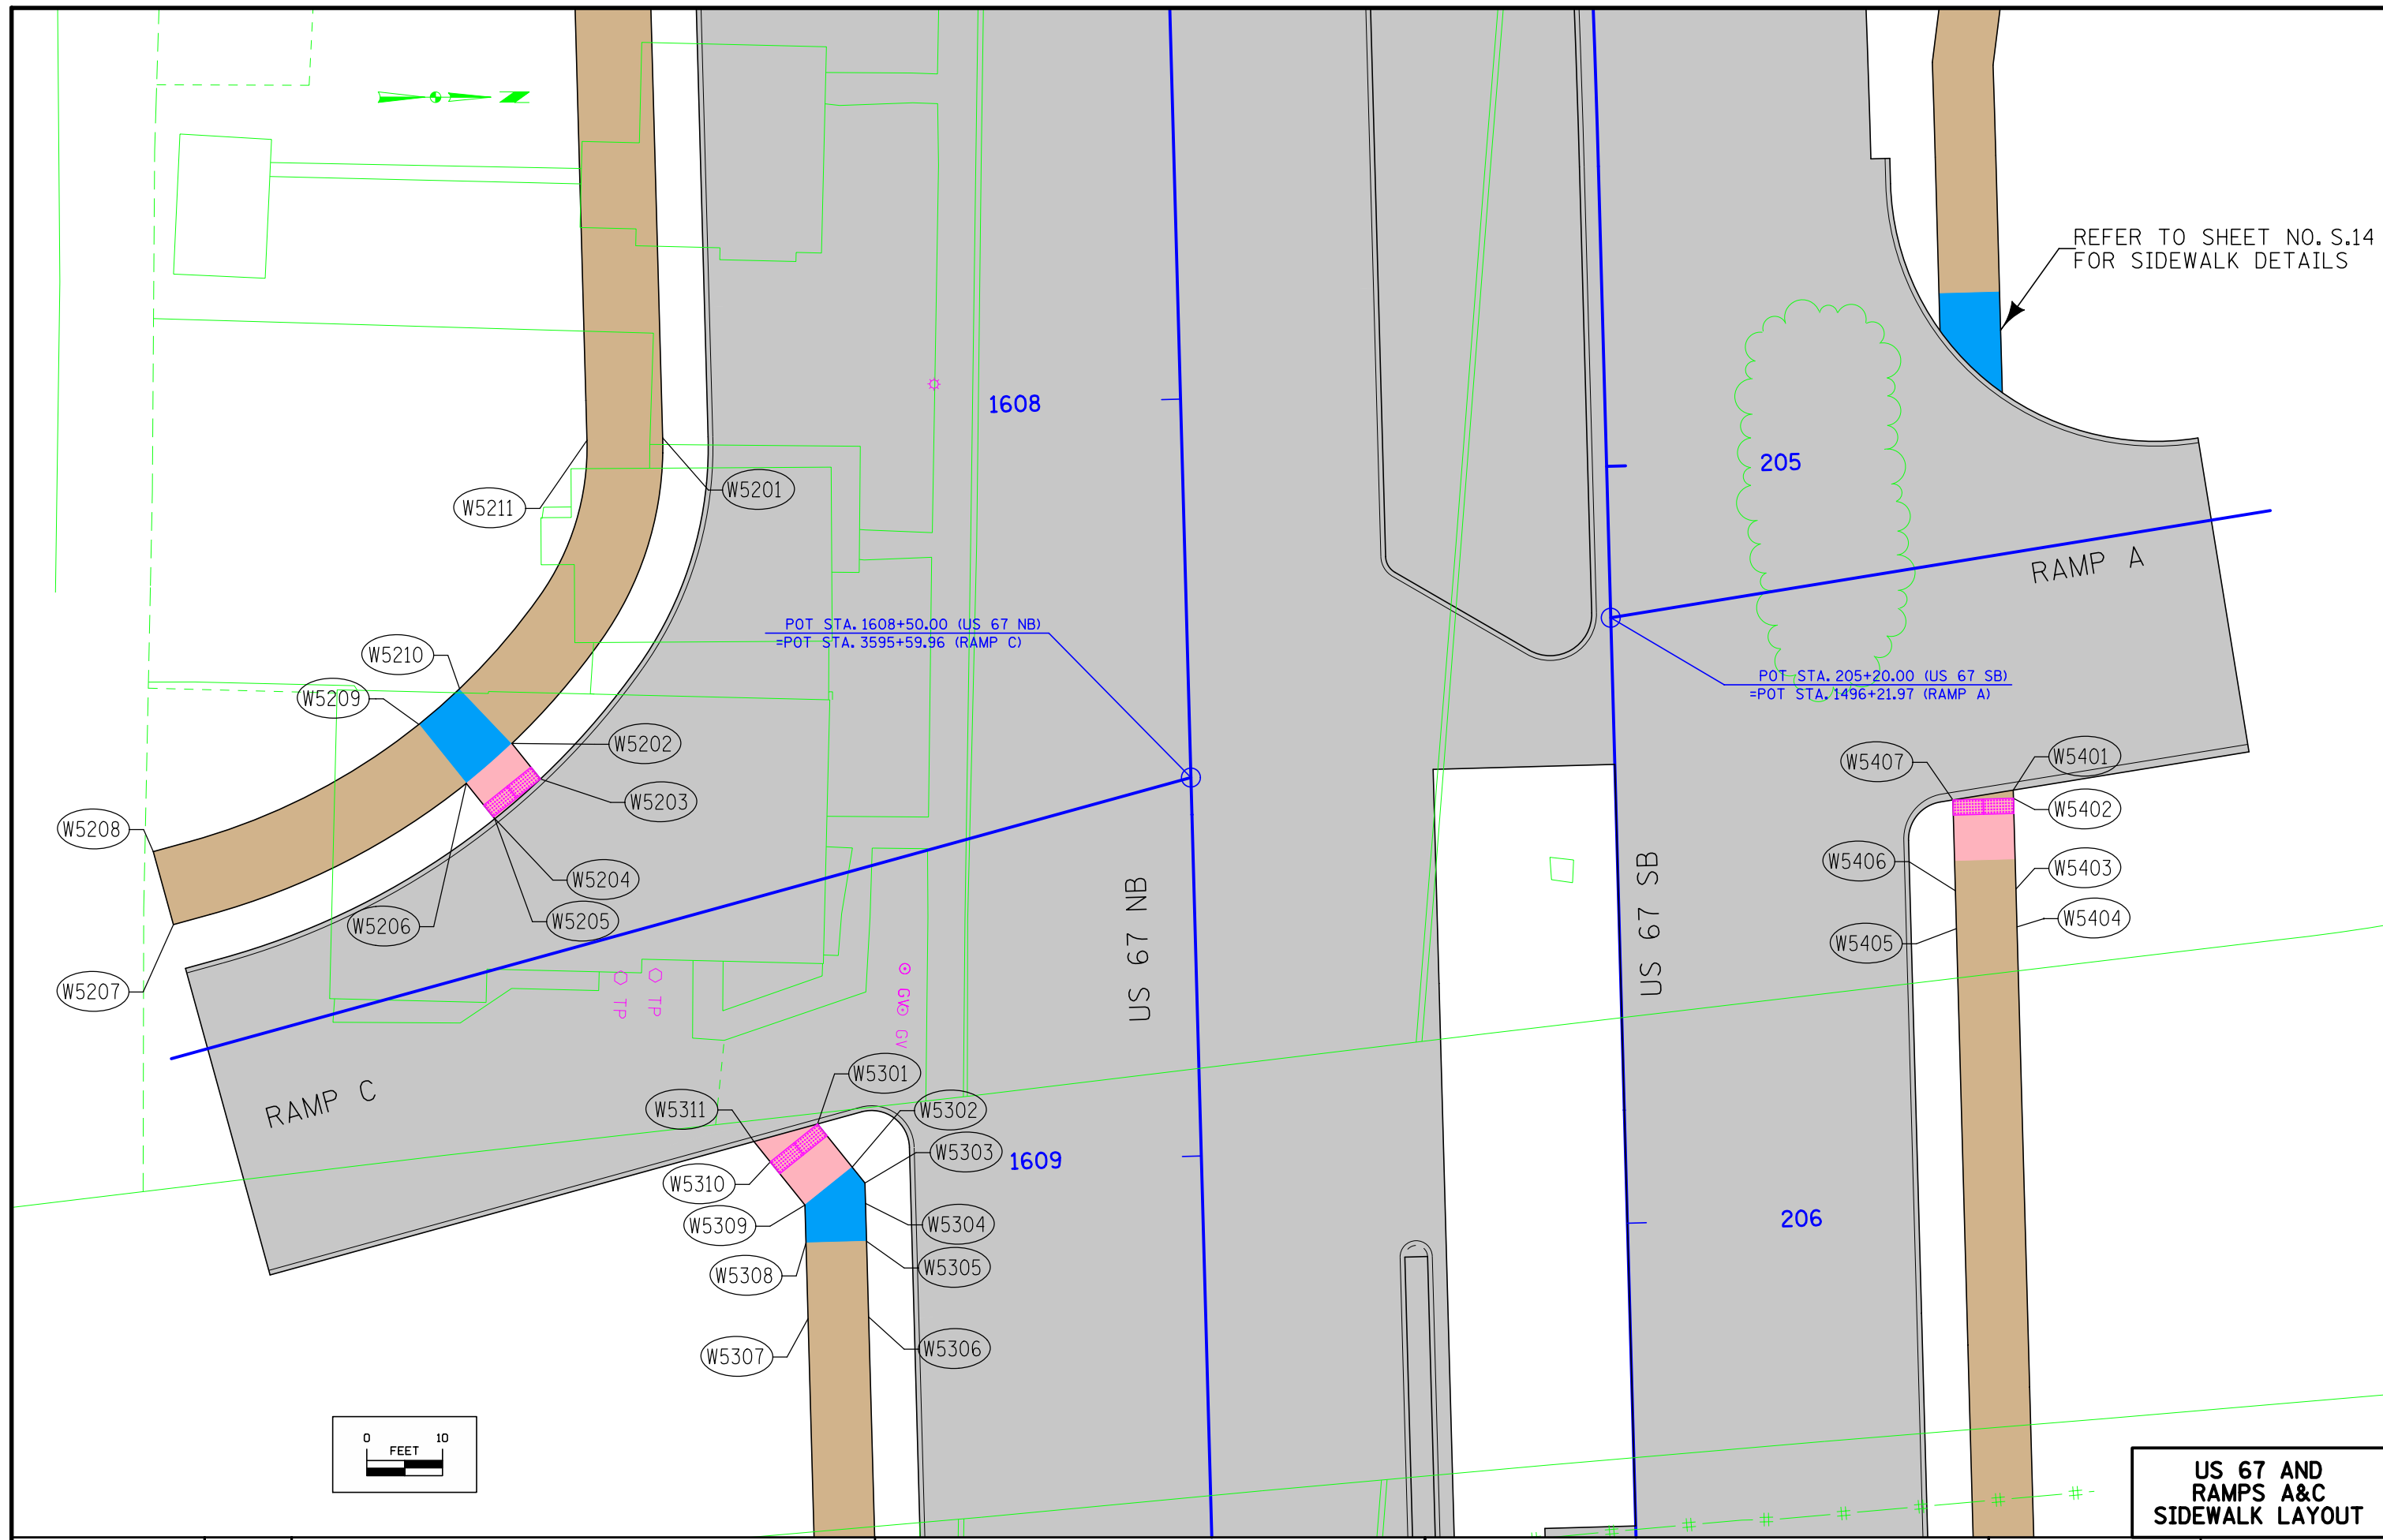 REFER TO SHEET NO. S.14
FOR SIDEWALK DETAILS
1608
205
W5211
W5201
RAMP A
POT STA. 1608+50.00 (US 67 NB)
=POT STA. 3595+59.96 (RAMP C)
W5210
W5209
POT STA. 205+20.00 (US 67 SB)
=POT STA. 1496+21.97 (RAMP A)
W5202
W5203
W5407
W5401
W5402
W5208
W5204
W5205
W5206
W5207
US 67 NB
US 67 SB
W5406
W5403
W5404
W5405
TP
TP
GV
GV
RAMP C
W5301
W5311
W5302
W5303
1609
W5310
W5309
W5304
206
W5308
W5305
W5307
W5306
0 10
FEET
US 67 AND
RAMPS A&C
SIDEWALK LAYOUT